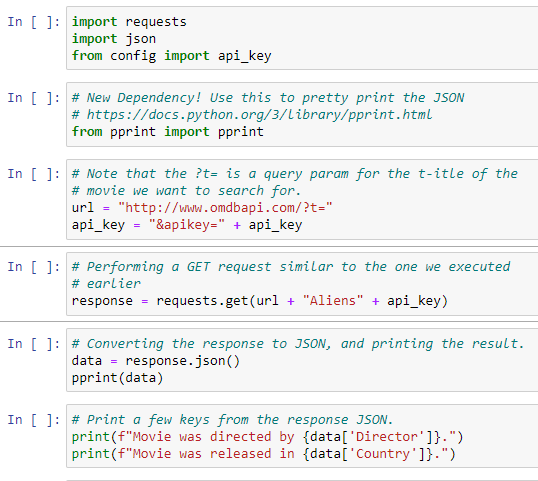 In [ ]: import requests
import json
from config import api_key
In [ ]: # New Dependency! Use this to pretty print the JSON
# https://docs.python.org/3/library/pprint.html
from pprint import pprint
In [ ]: # Note that the ?t= is a query param for the t-itle of the
# movie we want to search for.
url = "http://www.omdbapi.com/?t="
api_key = "&apikey=" + api_key
In [ ]: # Performing a GET request similar to the one we executed
# earlier
response = requests.get(url + "Aliens" + api_key)
In [ ]: # Converting the response to JSON, and printing the result.
data = response.json()
pprint(data)
In [ ]: # Print a few keys from the response JSON.
print(f"Movie was directed by {data['Director']}.")
print(f"Movie was released in {data['Country']}.")